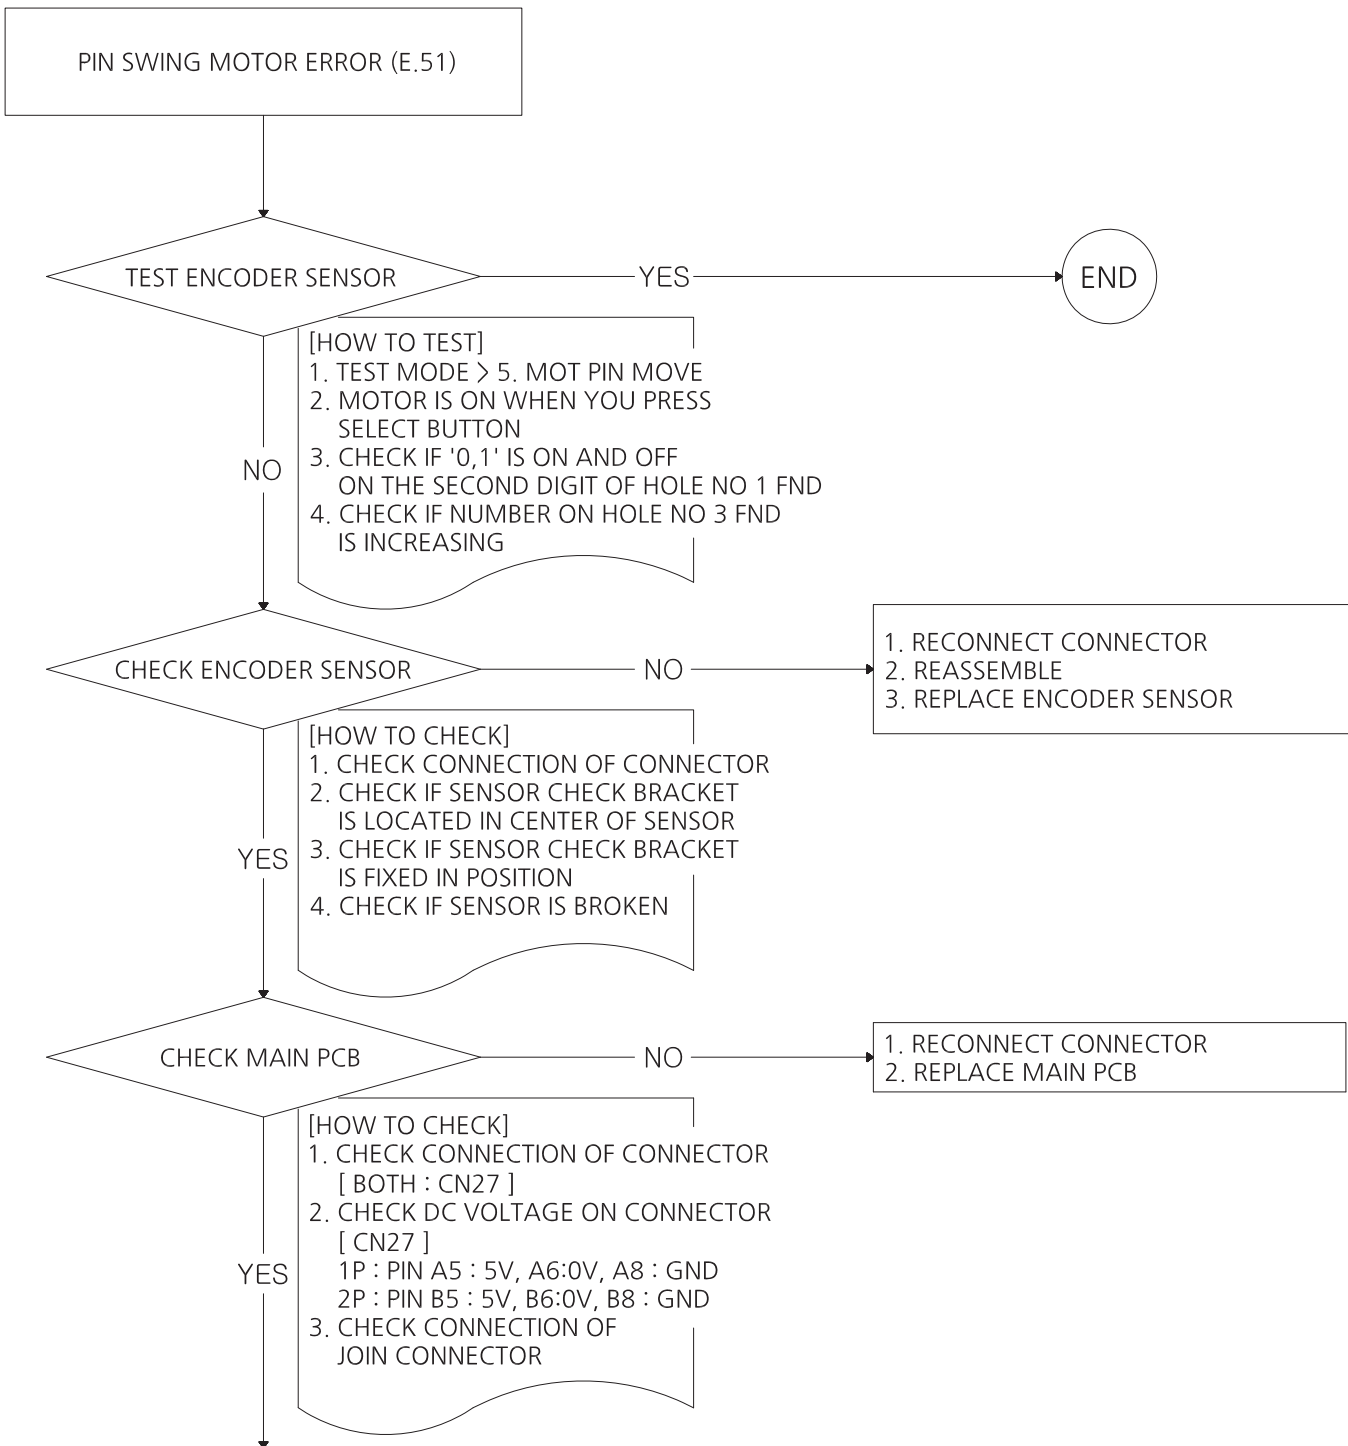 PIN SWING MOTOR ERROR (E.51)
TEST ENCODER SENSOR
YES
END
[HOW TO TEST]
1. TEST MODE > 5. MOT PIN MOVE
2. MOTOR IS ON WHEN YOU PRESS
SELECT BUTTON
3. CHECK IF '0,1' IS ON AND OFF
ON THE SECOND DIGIT OF HOLE NO 1 FND
4. CHECK IF NUMBER ON HOLE NO 3 FND
IS INCREASING
NO
CHECK ENCODER SENSOR
NO
1. RECONNECT CONNECTOR
2. REASSEMBLE
3. REPLACE ENCODER SENSOR
[HOW TO CHECK]
1. CHECK CONNECTION OF CONNECTOR
2. CHECK IF SENSOR CHECK BRACKET
IS LOCATED IN CENTER OF SENSOR
3. CHECK IF SENSOR CHECK BRACKET
IS FIXED IN POSITION
4. CHECK IF SENSOR IS BROKEN
YES
CHECK MAIN PCB
NO
1. RECONNECT CONNECTOR
2. REPLACE MAIN PCB
[HOW TO CHECK]
1. CHECK CONNECTION OF CONNECTOR
[ BOTH : CN27 ]
2. CHECK DC VOLTAGE ON CONNECTOR
[ CN27 ]
1P : PIN A5 : 5V, A6:0V, A8 : GND
2P : PIN B5 : 5V, B6:0V, B8 : GND
3. CHECK CONNECTION OF
JOIN CONNECTOR
YES